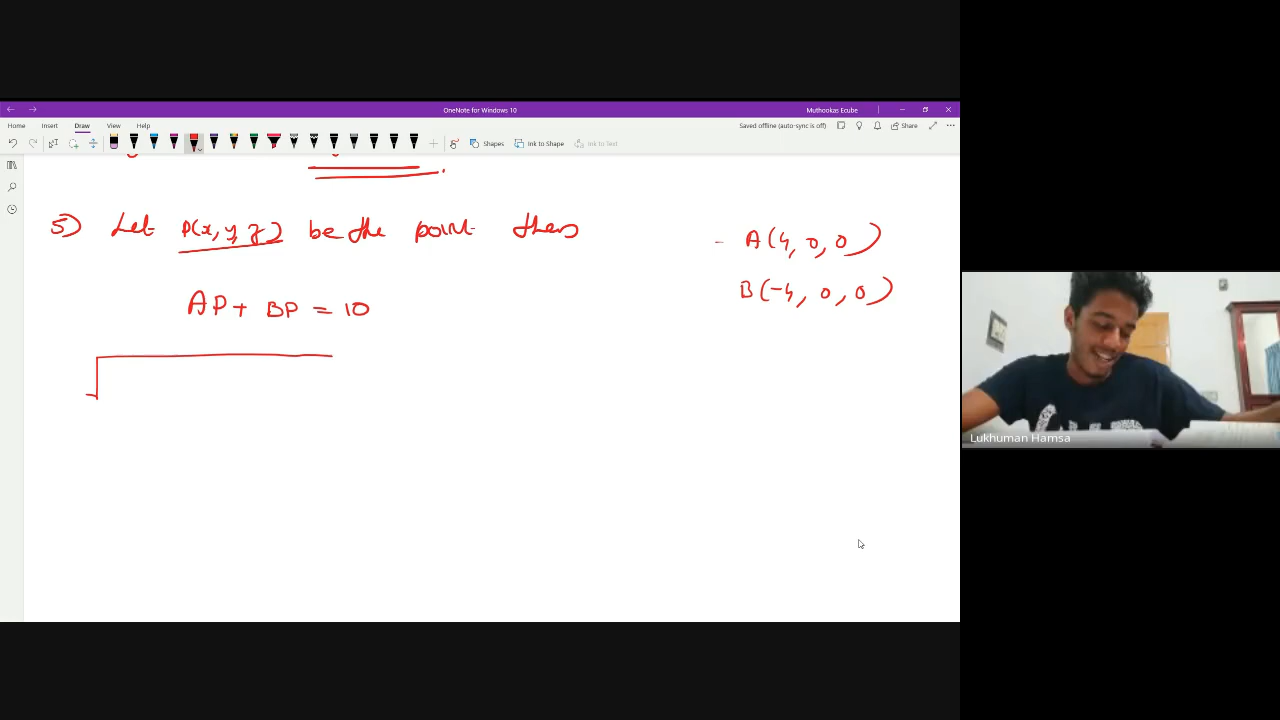 OneNote for Windows 10
Muthookas Ecube
Home Insert Draw View Help
Saved offline (auto-sync is off)
Share
Shapes
Ink to Shape
Ink to Text
5) Let P(x, y, z) be the point then
A(4, 0, 0)
B(-4, 0, 0)
AP + BP = 10
Lukhuman Hamsa